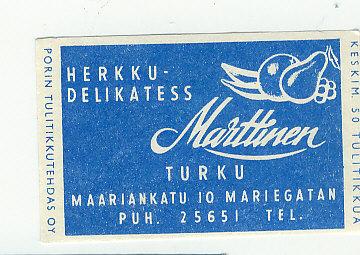 PORIN TULITIKKUTEHDAS OY
HERKKU-
DELIKATESS
Marttinen
TURKU
MAARIANKATU 10 MARIEGATAN
PUH. 25651 TEL.
KESKIM. 50 TULITIKKUA